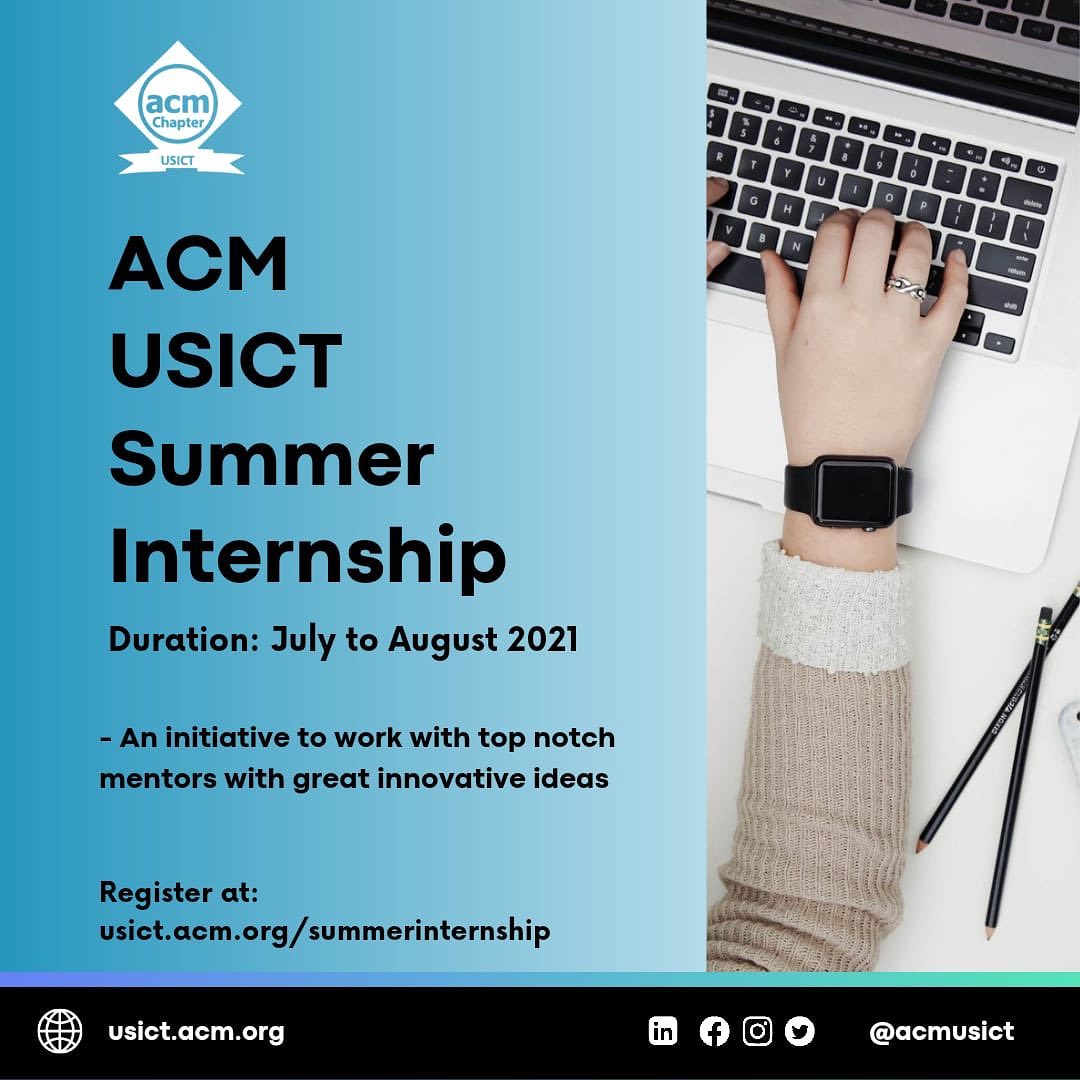 acm
Chapter
USICT
ACM
USICT
Summer
Internship
Duration: July to August 2021
- An initiative to work with top notch
mentors with great innovative ideas
Register at:
usict.acm.org/summerinternship
usict.acm.org
@acmusict